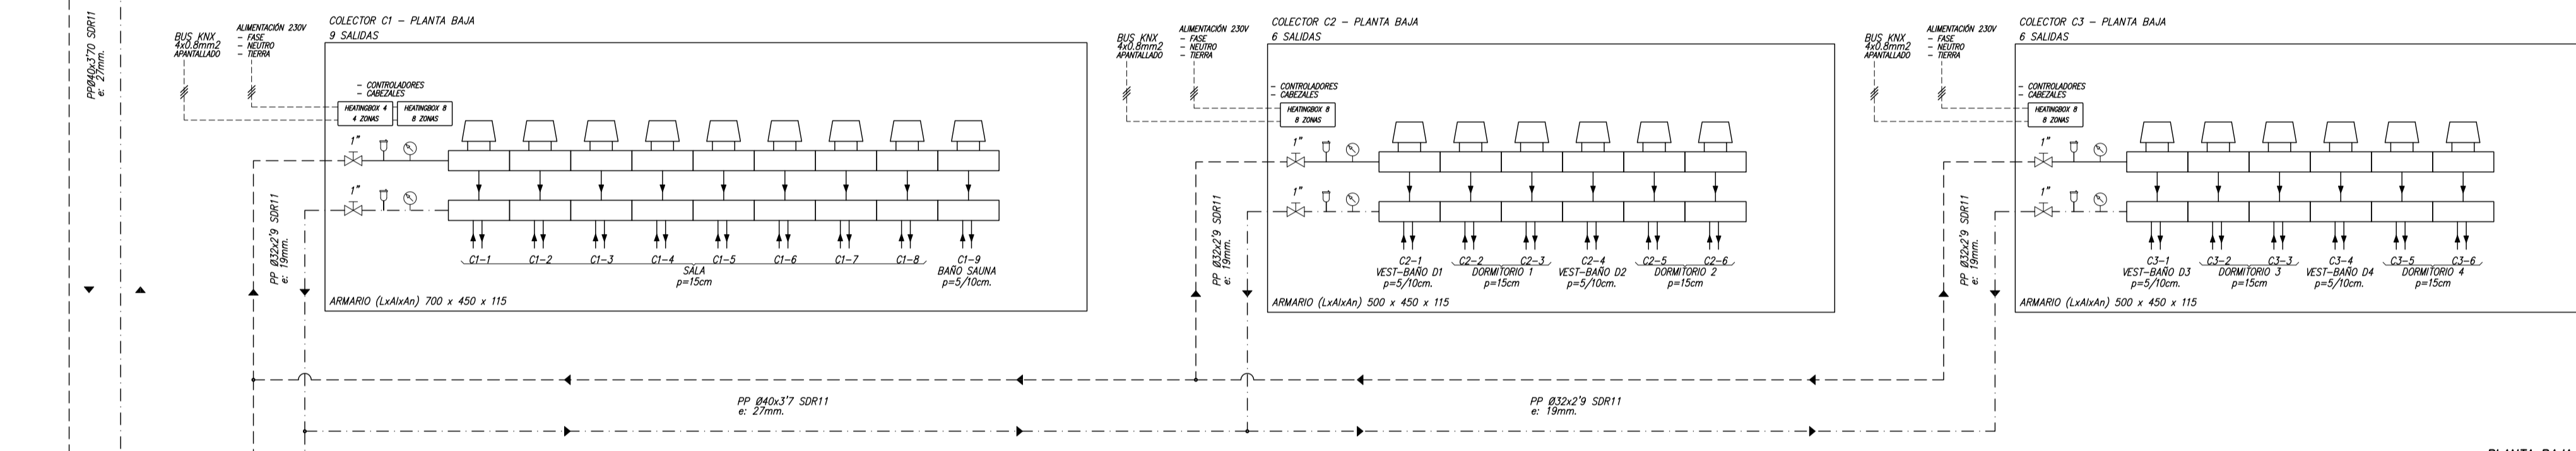 PPØ40x3'70 SDR11
e: 27mm.
COLECTOR C1 - PLANTA BAJA
9 SALIDAS
BUS KNX
4x0.8mm2
APANTALLADO
ALIMENTACIÓN 230V
- FASE
- NEUTRO
- TIERRA
- CONTROLADORES
- CABEZALES
HEATINGBOX 4
4 ZONAS
HEATINGBOX 8
8 ZONAS
1"
1"
PP Ø32x2'9 SDR11
e: 19mm.
C1-1
C1-2
C1-3
C1-4
C1-5
C1-6
C1-7
C1-8
C1-9
SALA
p=15cm
BAÑO SAUNA
p=5/10cm.
ARMARIO (LxAlxAn) 700 x 450 x 115
COLECTOR C2 - PLANTA BAJA
6 SALIDAS
BUS KNX
4x0.8mm2
APANTALLADO
ALIMENTACIÓN 230V
- FASE
- NEUTRO
- TIERRA
- CONTROLADORES
- CABEZALES
HEATINGBOX 8
8 ZONAS
1"
1"
PP Ø32x2'9 SDR11
e: 19mm.
C2-1
C2-2
C2-3
C2-4
C2-5
C2-6
VEST-BAÑO D1
p=5/10cm.
DORMITORIO 1
p=15cm
VEST-BAÑO D2
p=5/10cm.
DORMITORIO 2
p=15cm
ARMARIO (LxAlxAn) 500 x 450 x 115
COLECTOR C3 - PLANTA BAJA
6 SALIDAS
BUS KNX
4x0.8mm2
APANTALLADO
ALIMENTACIÓN 230V
- FASE
- NEUTRO
- TIERRA
- CONTROLADORES
- CABEZALES
HEATINGBOX 8
8 ZONAS
1"
1"
PP Ø32x2'9 SDR11
e: 19mm.
C3-1
C3-2
C3-3
C3-4
C3-5
C3-6
VEST-BAÑO D3
p=5/10cm.
DORMITORIO 3
p=15cm
VEST-BAÑO D4
p=5/10cm.
DORMITORIO 4
p=15cm
ARMARIO (LxAlxAn) 500 x 450 x 115
PP Ø40x3'7 SDR11
e: 27mm.
PP Ø32x2'9 SDR11
e: 19mm.